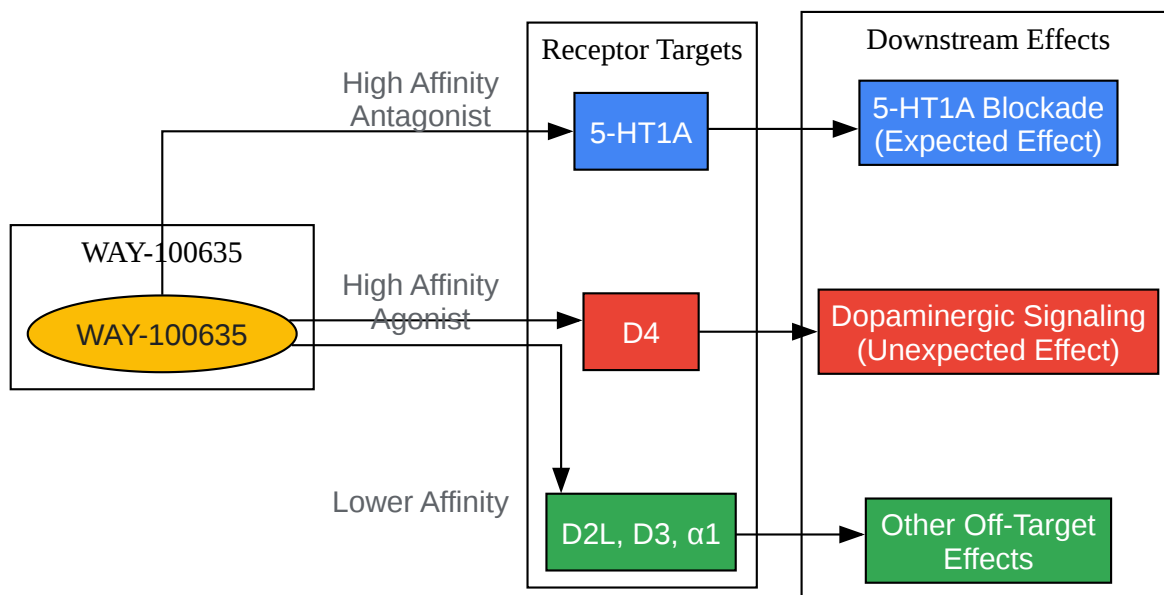 Receptor Targets
Downstream Effects
High Affinity
Antagonist
5-HT1A
5-HT1A Blockade
(Expected Effect)
WAY-100635
WAY-100635
High Affinity
Agonist
D4
Dopaminergic Signaling
(Unexpected Effect)
Lower Affinity
D2L, D3, α1
Other Off-Target
Effects